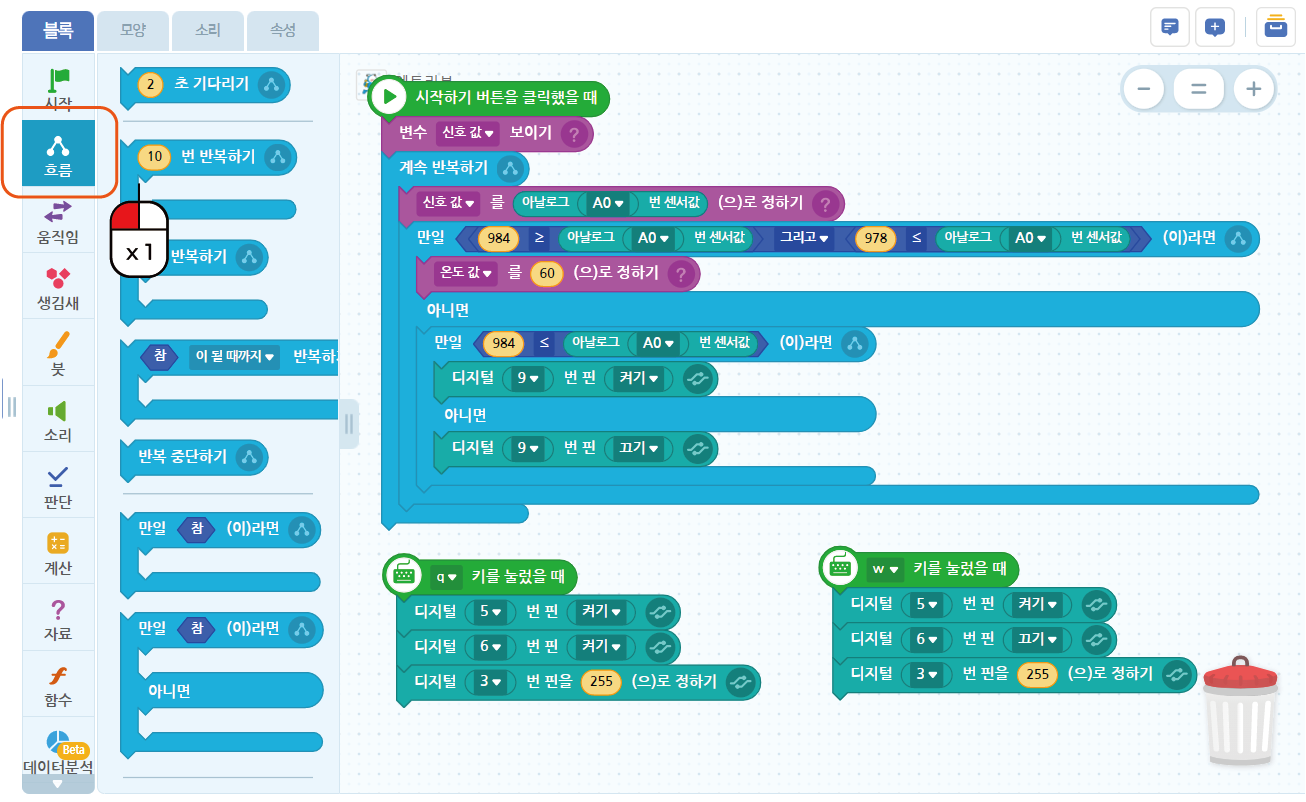 블록 모양 소리 속성
시작
흐름
움직임
생김새
붓
소리
판단
계산
자료
함수
Beta
데이터분석
2 초 기다리기
10 번 반복하기
x1
반복하기
참 이 될 때까지 ▼ 반복하
반복 중단하기
만일 참 (이)라면
만일 참 (이)라면
아니면
시작하기 버튼을 클릭했을 때
변수 신호 값 ▼ 보이기 ?
계속 반복하기
신호 값 ▼ 를 아날로그 A0 ▼ 번 센서값 (으)로 정하기 ?
만일 984 ≥ 아날로그 A0 ▼ 번 센서값 그리고 ▼ 978 ≤ 아날로그 A0 ▼ 번 센서값 (이)라면
온도 값 ▼ 를 60 (으)로 정하기 ?
아니면
만일 984 ≤ 아날로그 A0 ▼ 번 센서값 (이)라면
디지털 9 ▼ 번 핀 켜기 ▼
아니면
디지털 9 ▼ 번 핀 끄기 ▼
q ▼ 키를 눌렀을 때
디지털 5 ▼ 번 핀 켜기 ▼
디지털 6 ▼ 번 핀 켜기 ▼
디지털 3 ▼ 번 핀을 255 (으)로 정하기
w ▼ 키를 눌렀을 때
디지털 5 ▼ 번 핀 켜기 ▼
디지털 6 ▼ 번 핀 끄기 ▼
디지털 3 ▼ 번 핀을 255 (으)로 정하기